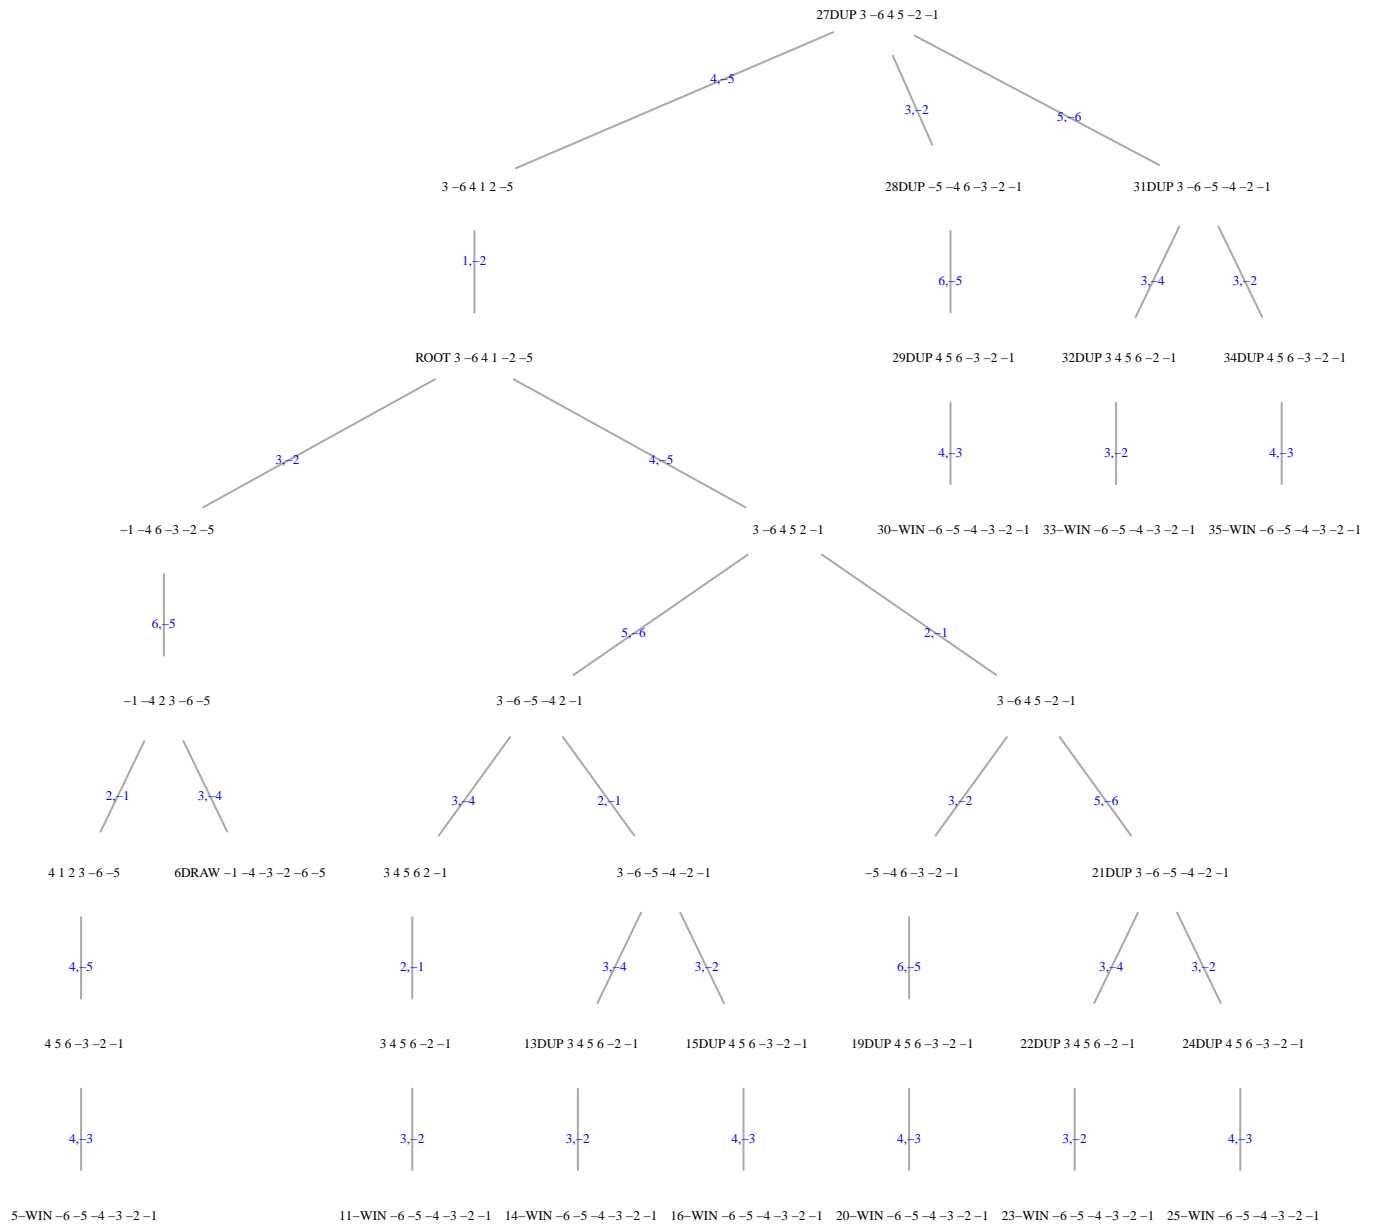 27DUP 3 −6 4 5 −2 −1
4,−5
3,−2
5,−6
3 −6 4 1 2 −5
28DUP −5 −4 6 −3 −2 −1
31DUP 3 −6 −5 −4 −2 −1
1,−2
6,−5
3,−4
3,−2
ROOT 3 −6 4 1 −2 −5
29DUP 4 5 6 −3 −2 −1
32DUP 3 4 5 6 −2 −1
34DUP 4 5 6 −3 −2 −1
3,−2
4,−5
4,−3
3,−2
4,−3
−1 −4 6 −3 −2 −5
3 −6 4 5 2 −1
30−WIN −6 −5 −4 −3 −2 −1
33−WIN −6 −5 −4 −3 −2 −1
35−WIN −6 −5 −4 −3 −2 −1
6,−5
5,−6
2,−1
−1 −4 2 3 −6 −5
3 −6 −5 −4 2 −1
3 −6 4 5 −2 −1
2,−1
3,−4
3,−4
2,−1
3,−2
5,−6
4 1 2 3 −6 −5
6DRAW −1 −4 −3 −2 −6 −5
3 4 5 6 2 −1
3 −6 −5 −4 −2 −1
−5 −4 6 −3 −2 −1
21DUP 3 −6 −5 −4 −2 −1
4,−5
2,−1
3,−4
3,−2
6,−5
3,−4
3,−2
4 5 6 −3 −2 −1
3 4 5 6 −2 −1
13DUP 3 4 5 6 −2 −1
15DUP 4 5 6 −3 −2 −1
19DUP 4 5 6 −3 −2 −1
22DUP 3 4 5 6 −2 −1
24DUP 4 5 6 −3 −2 −1
4,−3
3,−2
3,−2
4,−3
4,−3
3,−2
4,−3
5−WIN −6 −5 −4 −3 −2 −1
11−WIN −6 −5 −4 −3 −2 −1
14−WIN −6 −5 −4 −3 −2 −1
16−WIN −6 −5 −4 −3 −2 −1
20−WIN −6 −5 −4 −3 −2 −1
23−WIN −6 −5 −4 −3 −2 −1
25−WIN −6 −5 −4 −3 −2 −1